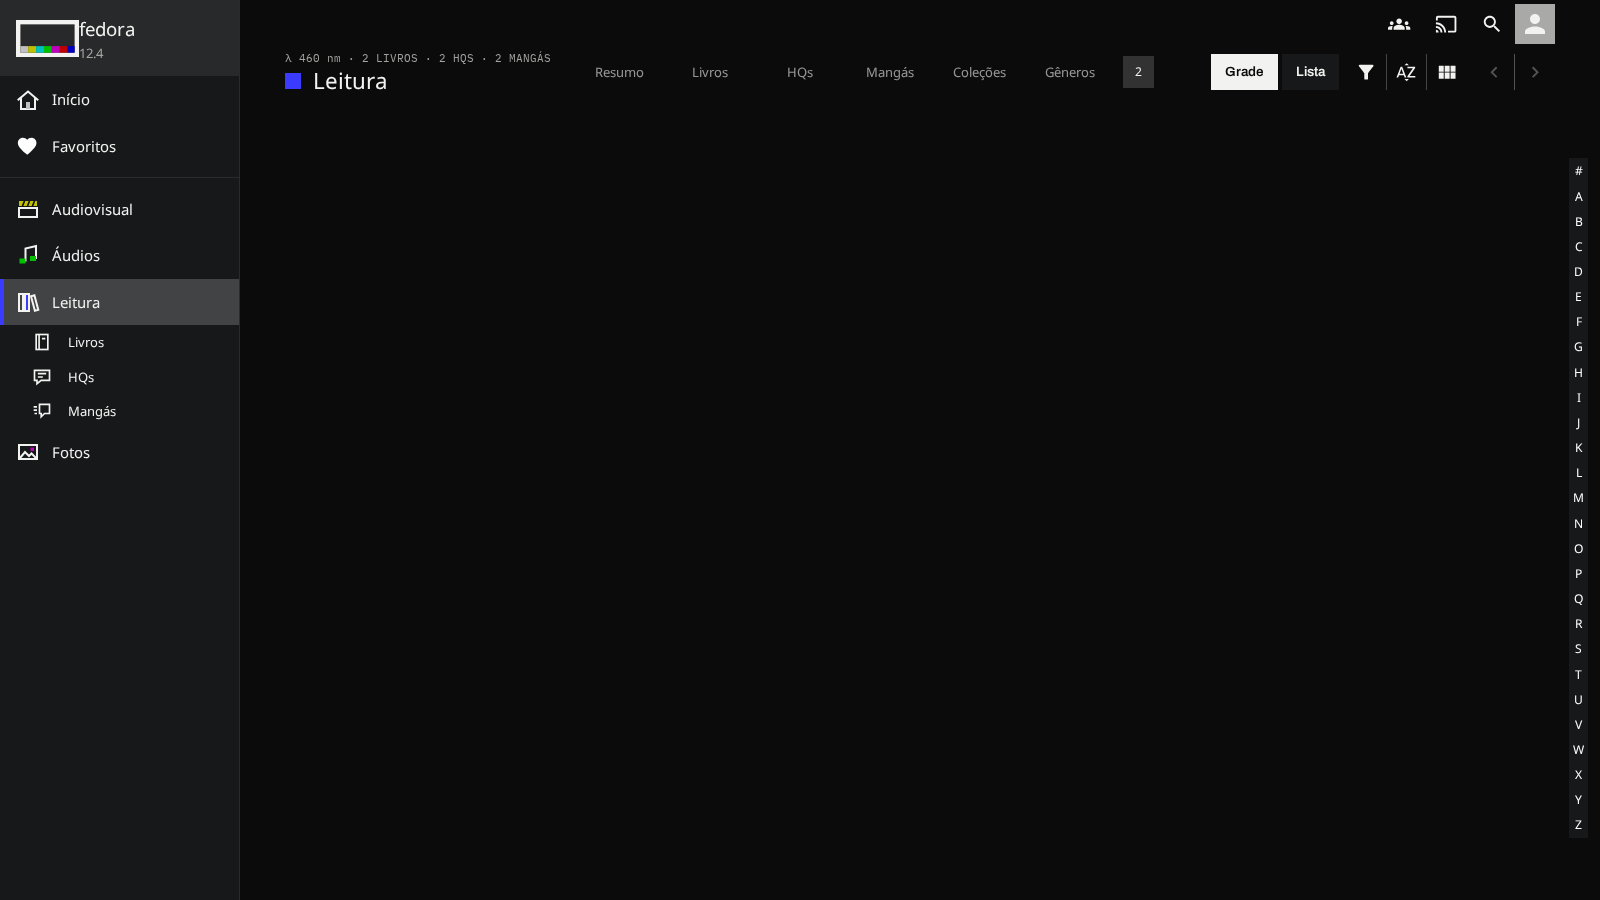 fedora
12.4
Início
Favoritos
Audiovisual
Áudios
Leitura
Livros
HQs
Mangás
Fotos
λ 460 nm · 2 LIVROS · 2 HQS · 2 MANGÁS
Leitura
Resumo Livros HQs Mangás Coleções Gêneros 2 Grade Lista AZ
#
A
B
C
D
E
F
G
H
I
J
K
L
M
N
O
P
Q
R
S
T
U
V
W
X
Y
Z